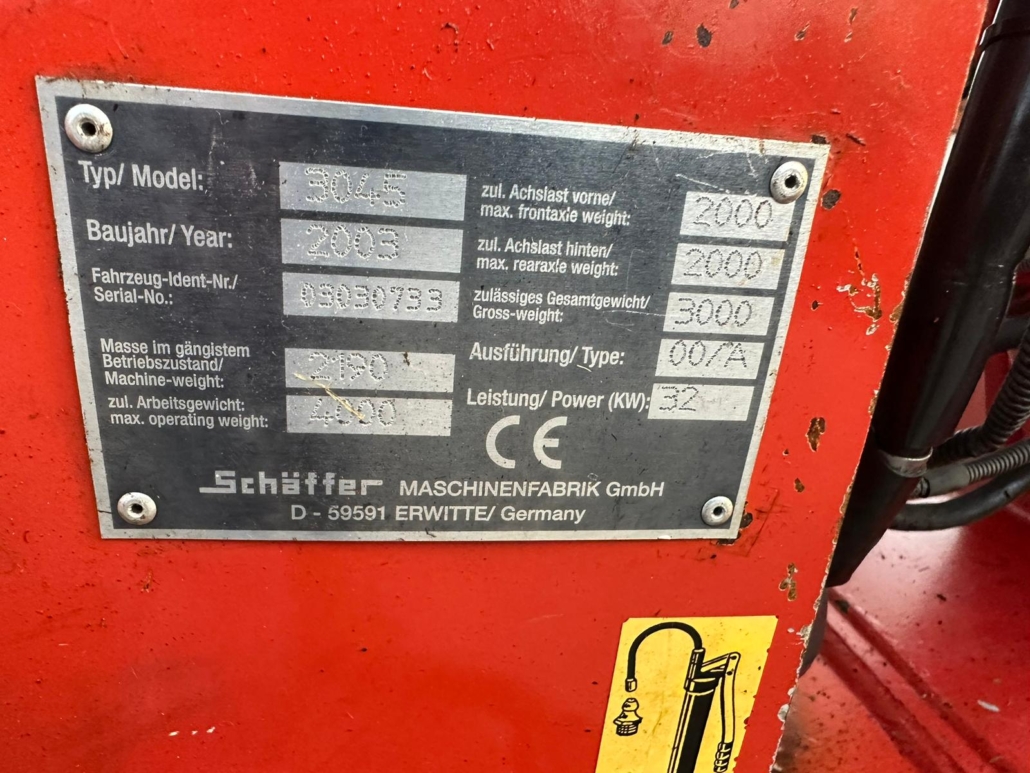 Typ/ Model: 3045
Baujahr/ Year: 2003
Fahrzeug-Ident-Nr./
Serial-No.: 03030733
Masse im gängistem
Betriebszustand/
Machine-weight: 2190
zul. Arbeitsgewicht:
max. operating weight: 4000
zul. Achslast vorne/
max. frontaxle weight: 2000
zul. Achslast hinten/
max. rearaxle weight: 2000
zulässiges Gesamtgewicht/
Gross-weight: 3000
Ausführung/ Type: 00/A
Leistung/ Power (KW): 32
CE
Schäffer MASCHINENFABRIK GmbH
D - 59591 ERWITTE/ Germany